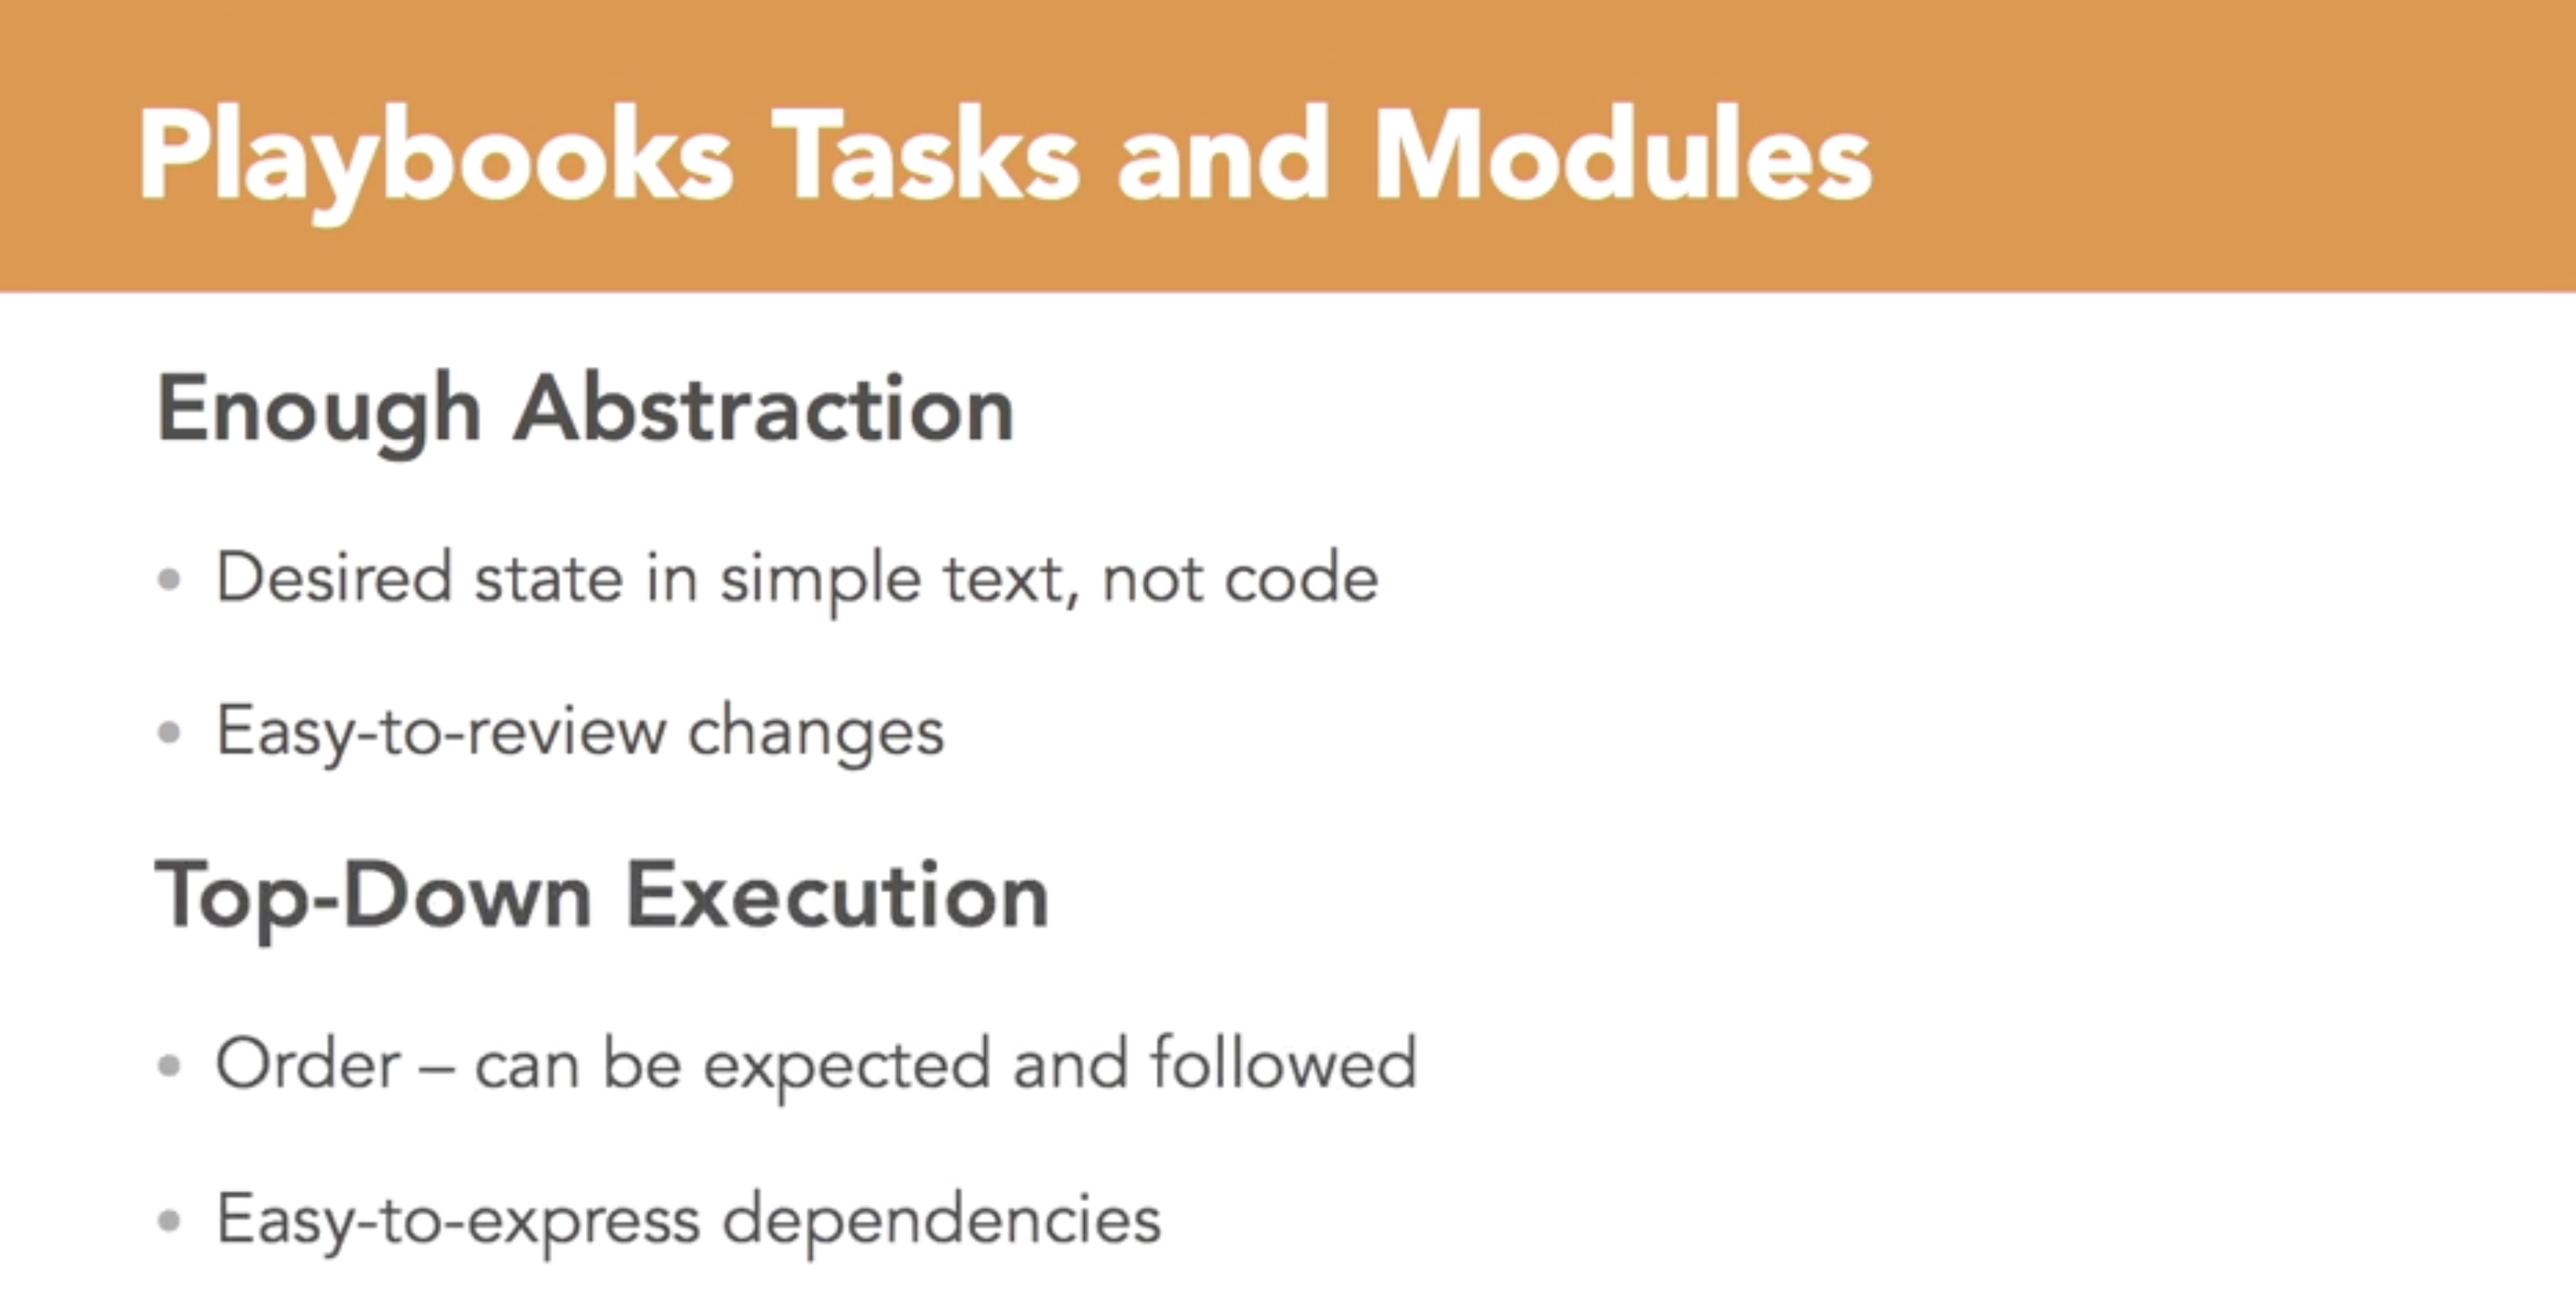 Playbooks Tasks and Modules
Enough Abstraction
• Desired state in simple text, not code
• Easy-to-review changes
Top-Down Execution
• Order – can be expected and followed
• Easy-to-express dependencies